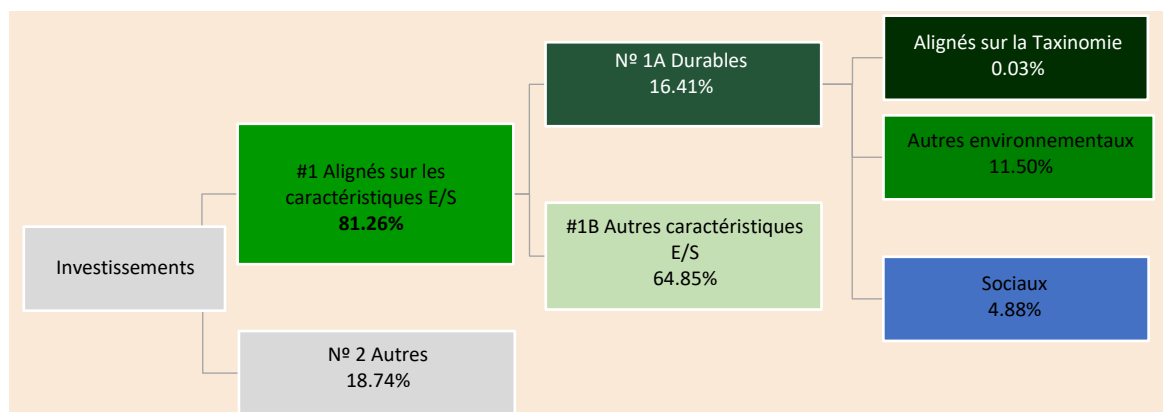 Investissements
#1 Alignés sur les
caractéristiques E/S
81.26%
Nº 2 Autres
18.74%
Nº 1A Durables
16.41%
#1B Autres caractéristiques
E/S
64.85%
Alignés sur la Taxinomie
0.03%
Autres environnementaux
11.50%
Sociaux
4.88%